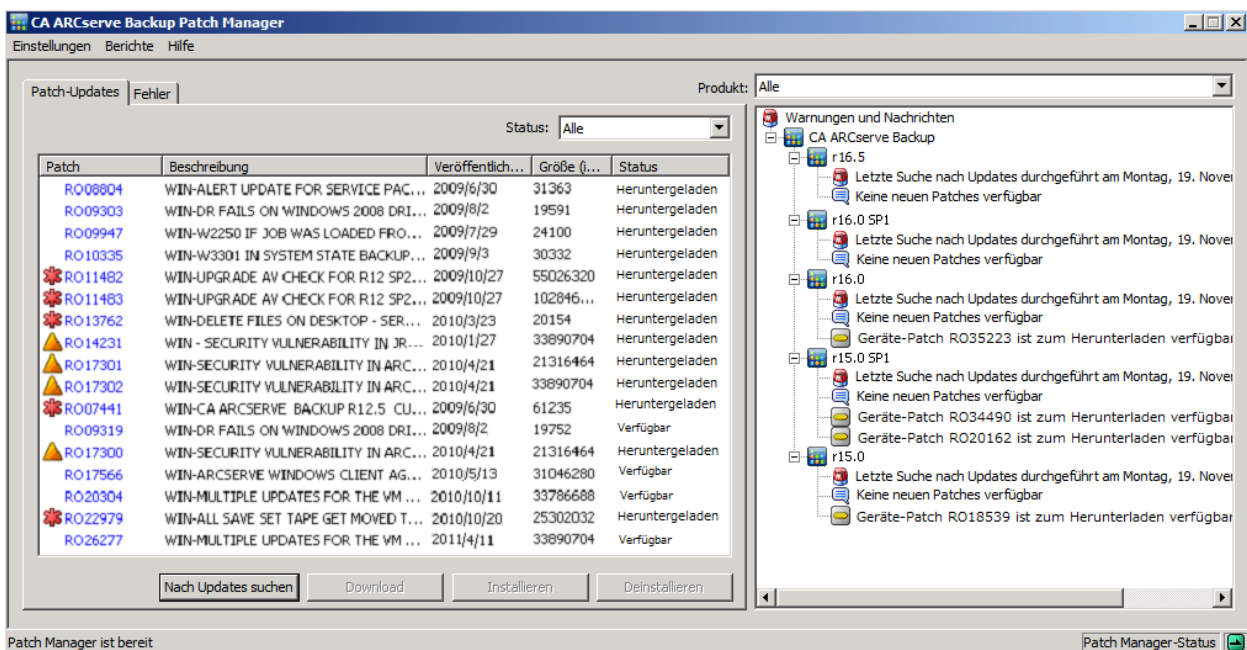 CA ARCserve Backup Patch Manager
Einstellungen Berichte Hilfe
Patch-Updates Fehler
Status: Alle
Patch Beschreibung Veröffentlich... Größe (i... Status
RO08804 WIN-ALERT UPDATE FOR SERVICE PAC... 2009/6/30 31363 Heruntergeladen
RO09303 WIN-DR FAILS ON WINDOWS 2008 DRI... 2009/8/2 19591 Heruntergeladen
RO09947 WIN-W2250 IF JOB WAS LOADED FRO... 2009/7/29 24100 Heruntergeladen
RO10335 WIN-W3301 IN SYSTEM STATE BACKUP... 2009/9/3 30332 Heruntergeladen
RO11482 WIN-UPGRADE AV CHECK FOR R12 SP2... 2009/10/27 55026320 Heruntergeladen
RO11483 WIN-UPGRADE AV CHECK FOR R12 SP2... 2009/10/27 102846... Heruntergeladen
RO13762 WIN-DELETE FILES ON DESKTOP - SER... 2010/3/23 20154 Heruntergeladen
RO14231 WIN - SECURITY VULNERABILITY IN JR... 2010/1/27 33890704 Heruntergeladen
RO17301 WIN-SECURITY VULNERABILITY IN ARC... 2010/4/21 21316464 Heruntergeladen
RO17302 WIN-SECURITY VULNERABILITY IN ARC... 2010/4/21 33890704 Heruntergeladen
RO07441 WIN-CA ARCSERVE BACKUP R12.5 CU... 2009/6/30 61235 Heruntergeladen
RO09319 WIN-DR FAILS ON WINDOWS 2008 DRI... 2009/8/2 19752 Verfügbar
RO17300 WIN-SECURITY VULNERABILITY IN ARC... 2010/4/21 21316464 Heruntergeladen
RO17566 WIN-ARCSERVE WINDOWS CLIENT AG... 2010/5/13 31046280 Verfügbar
RO20304 WIN-MULTIPLE UPDATES FOR THE VM ... 2010/10/11 33786688 Verfügbar
RO22979 WIN-ALL SAVE SET TAPE GET MOVED T... 2010/10/20 25302032 Heruntergeladen
RO26277 WIN-MULTIPLE UPDATES FOR THE VM ... 2011/4/11 33890704 Verfügbar
Nach Updates suchen Download Installieren Deinstallieren
Produkt: Alle
Warnungen und Nachrichten
CA ARCserve Backup
r16.5
Letzte Suche nach Updates durchgeführt am Montag, 19. Nover
Keine neuen Patches verfügbar
r16.0 SP1
Letzte Suche nach Updates durchgeführt am Montag, 19. Nover
Keine neuen Patches verfügbar
r16.0
Letzte Suche nach Updates durchgeführt am Montag, 19. Nover
Keine neuen Patches verfügbar
Geräte-Patch RO35223 ist zum Herunterladen verfügbar
r15.0 SP1
Letzte Suche nach Updates durchgeführt am Montag, 19. Nover
Keine neuen Patches verfügbar
Geräte-Patch RO34490 ist zum Herunterladen verfügbar
Geräte-Patch RO20162 ist zum Herunterladen verfügbar
r15.0
Letzte Suche nach Updates durchgeführt am Montag, 19. Nover
Keine neuen Patches verfügbar
Geräte-Patch RO18539 ist zum Herunterladen verfügbar
Patch Manager ist bereit Patch Manager-Status